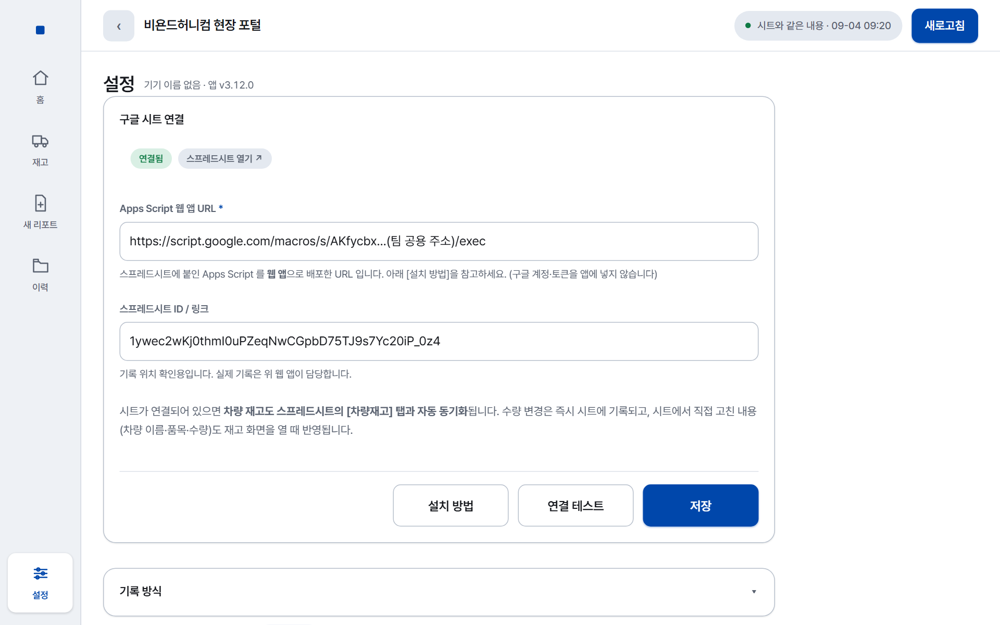 비욘드허니컴 현장 포털
시트와 같은 내용 · 09-04 09:20
새로고침
홈
재고
새 리포트
이력
설정
설정 기기 이름 없음 · 앱 v3.12.0
구글 시트 연결
연결됨 스프레드시트 열기 ↗
Apps Script 웹 앱 URL *
https://script.google.com/macros/s/AKfycbx...(팀 공용 주소)/exec
스프레드시트에 붙인 Apps Script 를 웹 앱으로 배포한 URL 입니다. 아래 [설치 방법]을 참고하세요. (구글 계정·토큰을 앱에 넣지 않습니다)
스프레드시트 ID / 링크
1ywec2wKj0thmI0uPZeqNwCGpbD75TJ9s7Yc20iP_0z4
기록 위치 확인용입니다. 실제 기록은 위 웹 앱이 담당합니다.
시트가 연결되어 있으면 차량 재고도 스프레드시트의 [차량재고] 탭과 자동 동기화됩니다. 수량 변경은 즉시 시트에 기록되고, 시트에서 직접 고친 내용
(차량 이름·품목·수량)도 재고 화면을 열 때 반영됩니다.
설치 방법
연결 테스트
저장
기록 방식